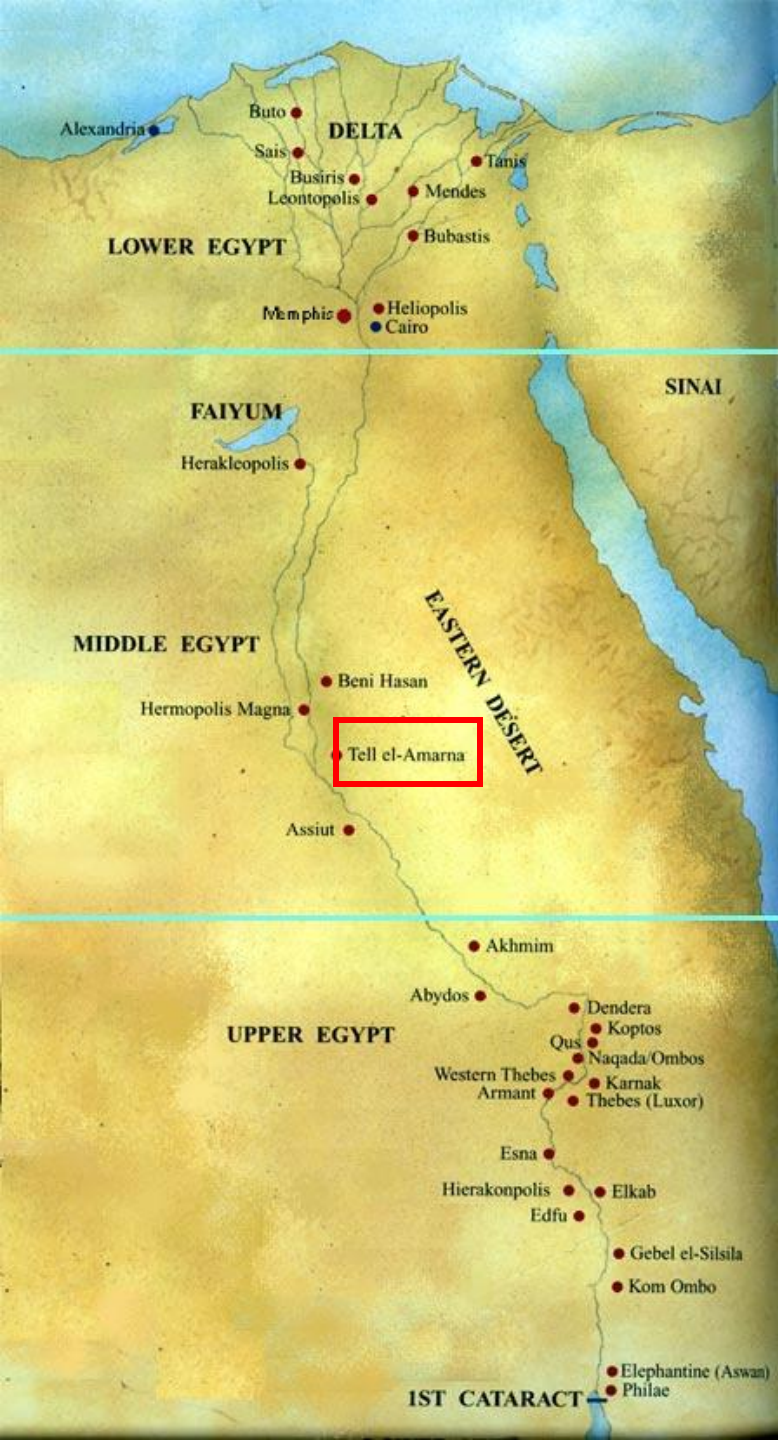 Buto
Alexandria
DELTA
Sais
Tanis
Busiris
Mendes
Leontopolis
Bubastis
LOWER EGYPT
Heliopolis
Memphis
Cairo
SINAI
FAIYUM
Herakleopolis
EASTERN DESERT
MIDDLE EGYPT
Beni Hasan
Hermopolis Magna
Tell el-Amarna
Assiut
Akhmim
Abydos
Dendera
Koptos
UPPER EGYPT
Qus
Naqada/Ombos
Western Thebes
Karnak
Armant
Thebes (Luxor)
Esna
Hierakonpolis
Elkab
Edfu
Gebel el-Silsila
Kom Ombo
Elephantine (Aswan)
Philae
1ST CATARACT